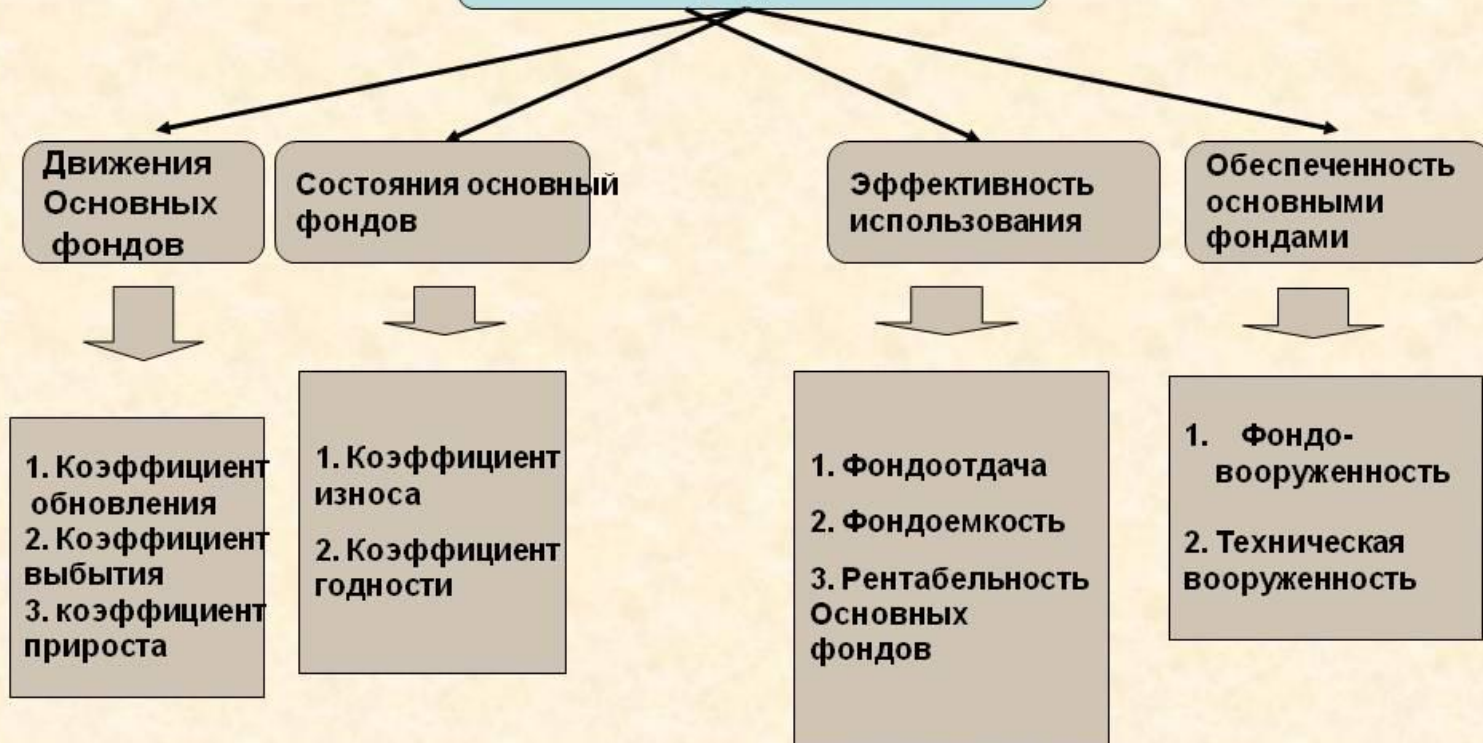 Движения
Основных
фондов
Состояния основный
фондов
Эффективность
использования
Обеспеченность
основными
фондами
1. Коэффициент
обновления
2. Коэффициент
выбытия
3. коэффициент
прироста
1. Коэффициент
износа
2. Коэффициент
годности
1. Фондоотдача
2. Фондоемкость
3. Рентабельность
Основных
фондов
1. Фондо-
вооруженность
2. Техническая
вооруженность